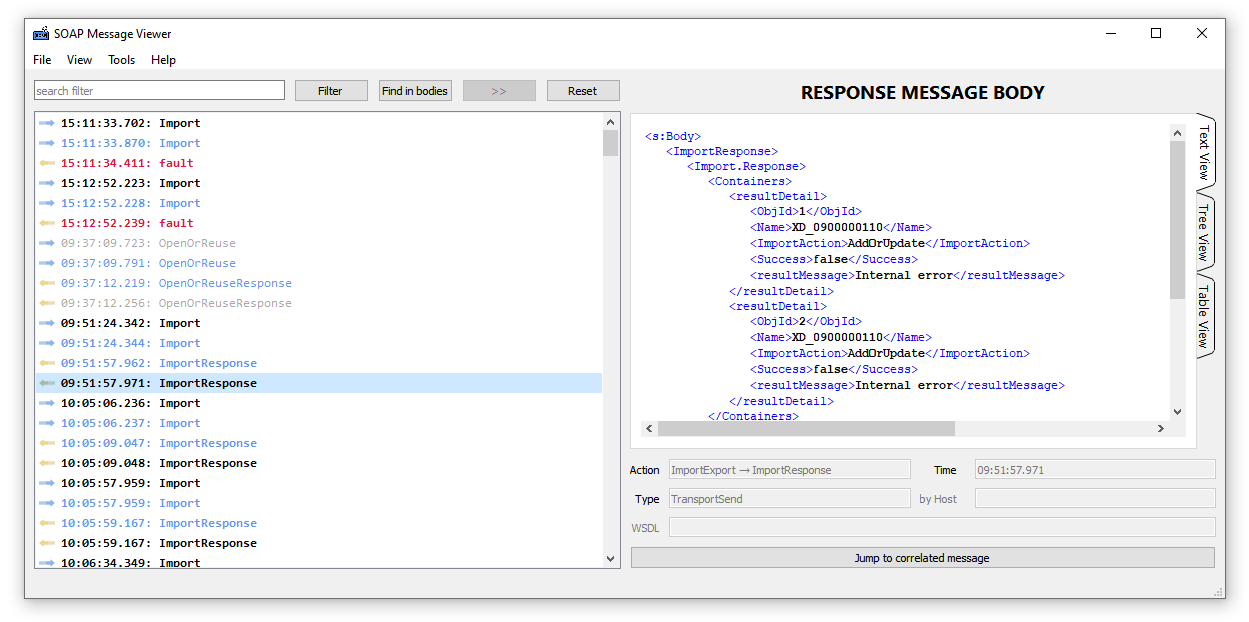 SOAP Message Viewer
File View Tools Help
search filter Filter Find in bodies >> Reset
15:11:33.702: Import
15:11:33.870: Import
15:11:34.411: fault
15:12:52.223: Import
15:12:52.228: Import
15:12:52.239: fault
09:37:09.723: OpenOrReuse
09:37:09.791: OpenOrReuse
09:37:12.219: OpenOrReuseResponse
09:37:12.256: OpenOrReuseResponse
09:51:24.342: Import
09:51:24.344: Import
09:51:57.962: ImportResponse
09:51:57.971: ImportResponse
10:05:06.236: Import
10:05:06.237: Import
10:05:09.047: ImportResponse
10:05:09.048: ImportResponse
10:05:57.959: Import
10:05:57.959: Import
10:05:59.167: ImportResponse
10:05:59.167: ImportResponse
10:06:34.349: Import
RESPONSE MESSAGE BODY
<s:Body>
<ImportResponse>
<Import.Response>
<Containers>
<resultDetail>
<ObjId>1</ObjId>
<Name>XD_0900000110</Name>
<ImportAction>AddOrUpdate</ImportAction>
<Success>false</Success>
<resultMessage>Internal error</resultMessage>
</resultDetail>
<resultDetail>
<ObjId>2</ObjId>
<Name>XD_0900000110</Name>
<ImportAction>AddOrUpdate</ImportAction>
<Success>false</Success>
<resultMessage>Internal error</resultMessage>
</resultDetail>
</Containers>
Text View
Tree View
Table View
Action ImportExport → ImportResponse Time 09:51:57.971
Type TransportSend by Host
WSDL
Jump to correlated message